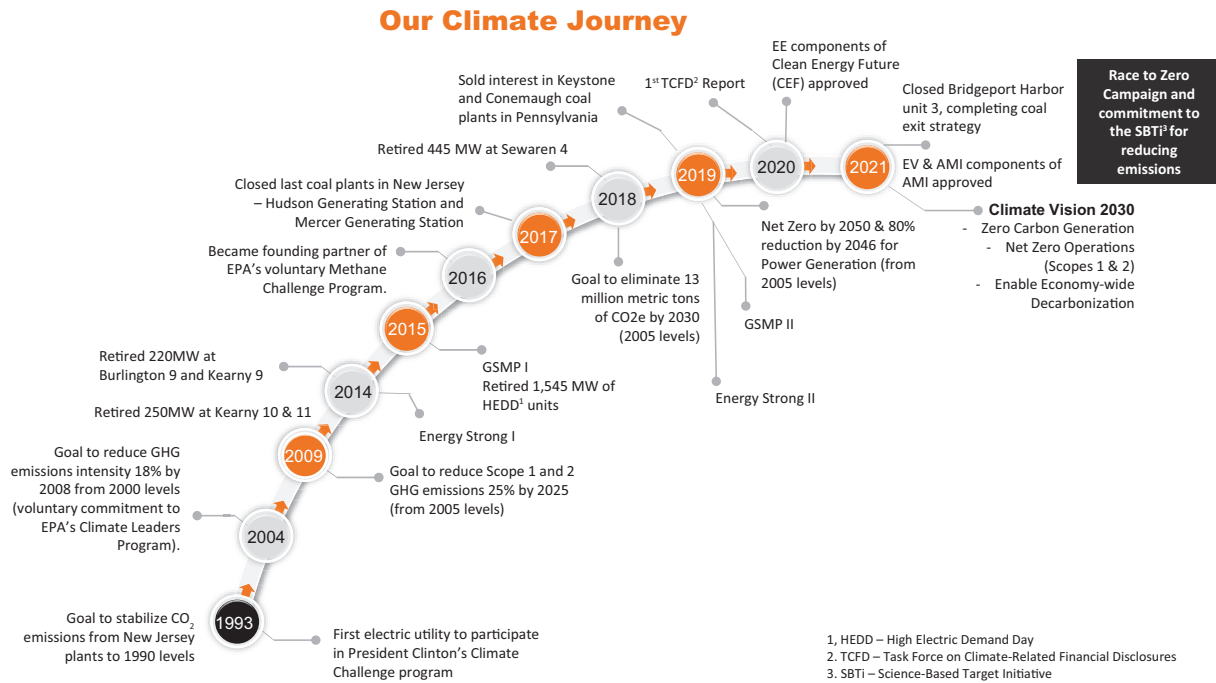 Our Climate Journey
Race to Zero
Campaign and
commitment to
the SBTi³ for
reducing
emissions
EE components of
Clean Energy Future
(CEF) approved
Closed Bridgeport Harbor
unit 3, completing coal
exit strategy
1st TCFD² Report
Sold interest in Keystone
and Conemaugh coal
plants in Pennsylvania
EV & AMI components of
AMI approved
Retired 445 MW at Sewaren 4
2019
2020
2021
2018
Climate Vision 2030
- Zero Carbon Generation
- Net Zero Operations
(Scopes 1 & 2)
- Enable Economy-wide
Decarbonization
Closed last coal plants in New Jersey
– Hudson Generating Station and
Mercer Generating Station
2017
Net Zero by 2050 & 80%
reduction by 2046 for
Power Generation (from
2005 levels)
Became founding partner of
EPA's voluntary Methane
Challenge Program.
2016
Goal to eliminate 13
million metric tons
of CO2e by 2030
(2005 levels)
GSMP II
2015
Energy Strong II
Retired 220MW at
Burlington 9 and Kearny 9
GSMP I
Retired 1,545 MW of
HEDD¹ units
2014
Retired 250MW at Kearny 10 & 11
Energy Strong I
2009
Goal to reduce GHG
emissions intensity 18% by
2008 from 2000 levels
(voluntary commitment to
EPA's Climate Leaders
Program).
Goal to reduce Scope 1 and 2
GHG emissions 25% by 2025
(from 2005 levels)
2004
1993
Goal to stabilize CO₂
emissions from New Jersey
plants to 1990 levels
First electric utility to participate
in President Clinton's Climate
Challenge program
1, HEDD – High Electric Demand Day
2. TCFD – Task Force on Climate-Related Financial Disclosures
3. SBTi – Science-Based Target Initiative